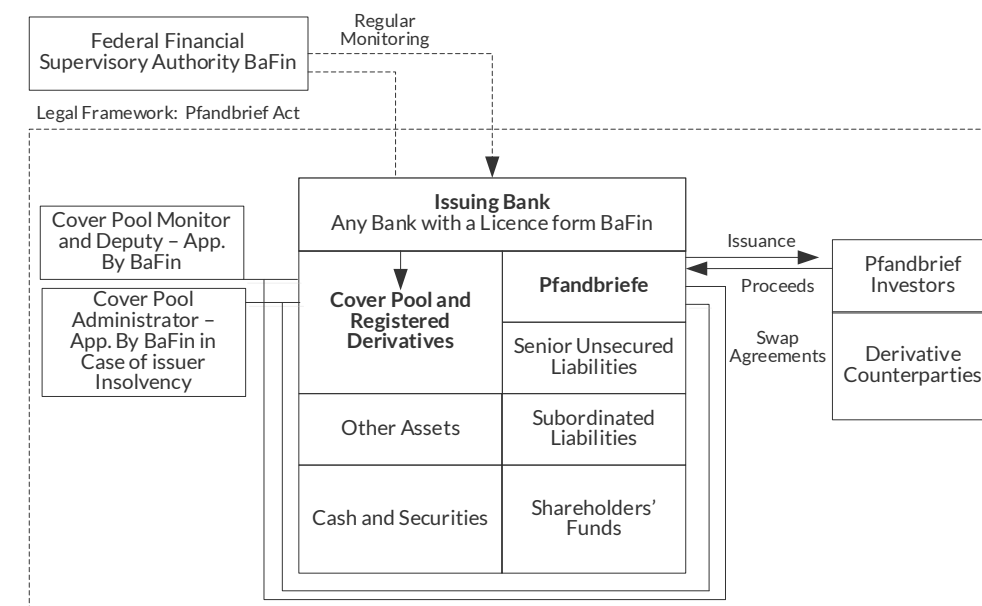 Federal Financial
Supervisory Authority BaFin
Regular
Monitoring
Legal Framework: Pfandbrief Act
Issuing Bank
Any Bank with a Licence form BaFin
Cover Pool Monitor
and Deputy – App.
By BaFin
Cover Pool
Administrator –
App. By BaFin in
Case of issuer
Insolvency
Cover Pool and
Registered
Derivatives
Pfandbriefe
Senior Unsecured
Liabilities
Other Assets
Subordinated
Liabilities
Cash and Securities
Shareholders’
Funds
Issuance
Proceeds
Swap
Agreements
Pfandbrief
Investors
Derivative
Counterparties